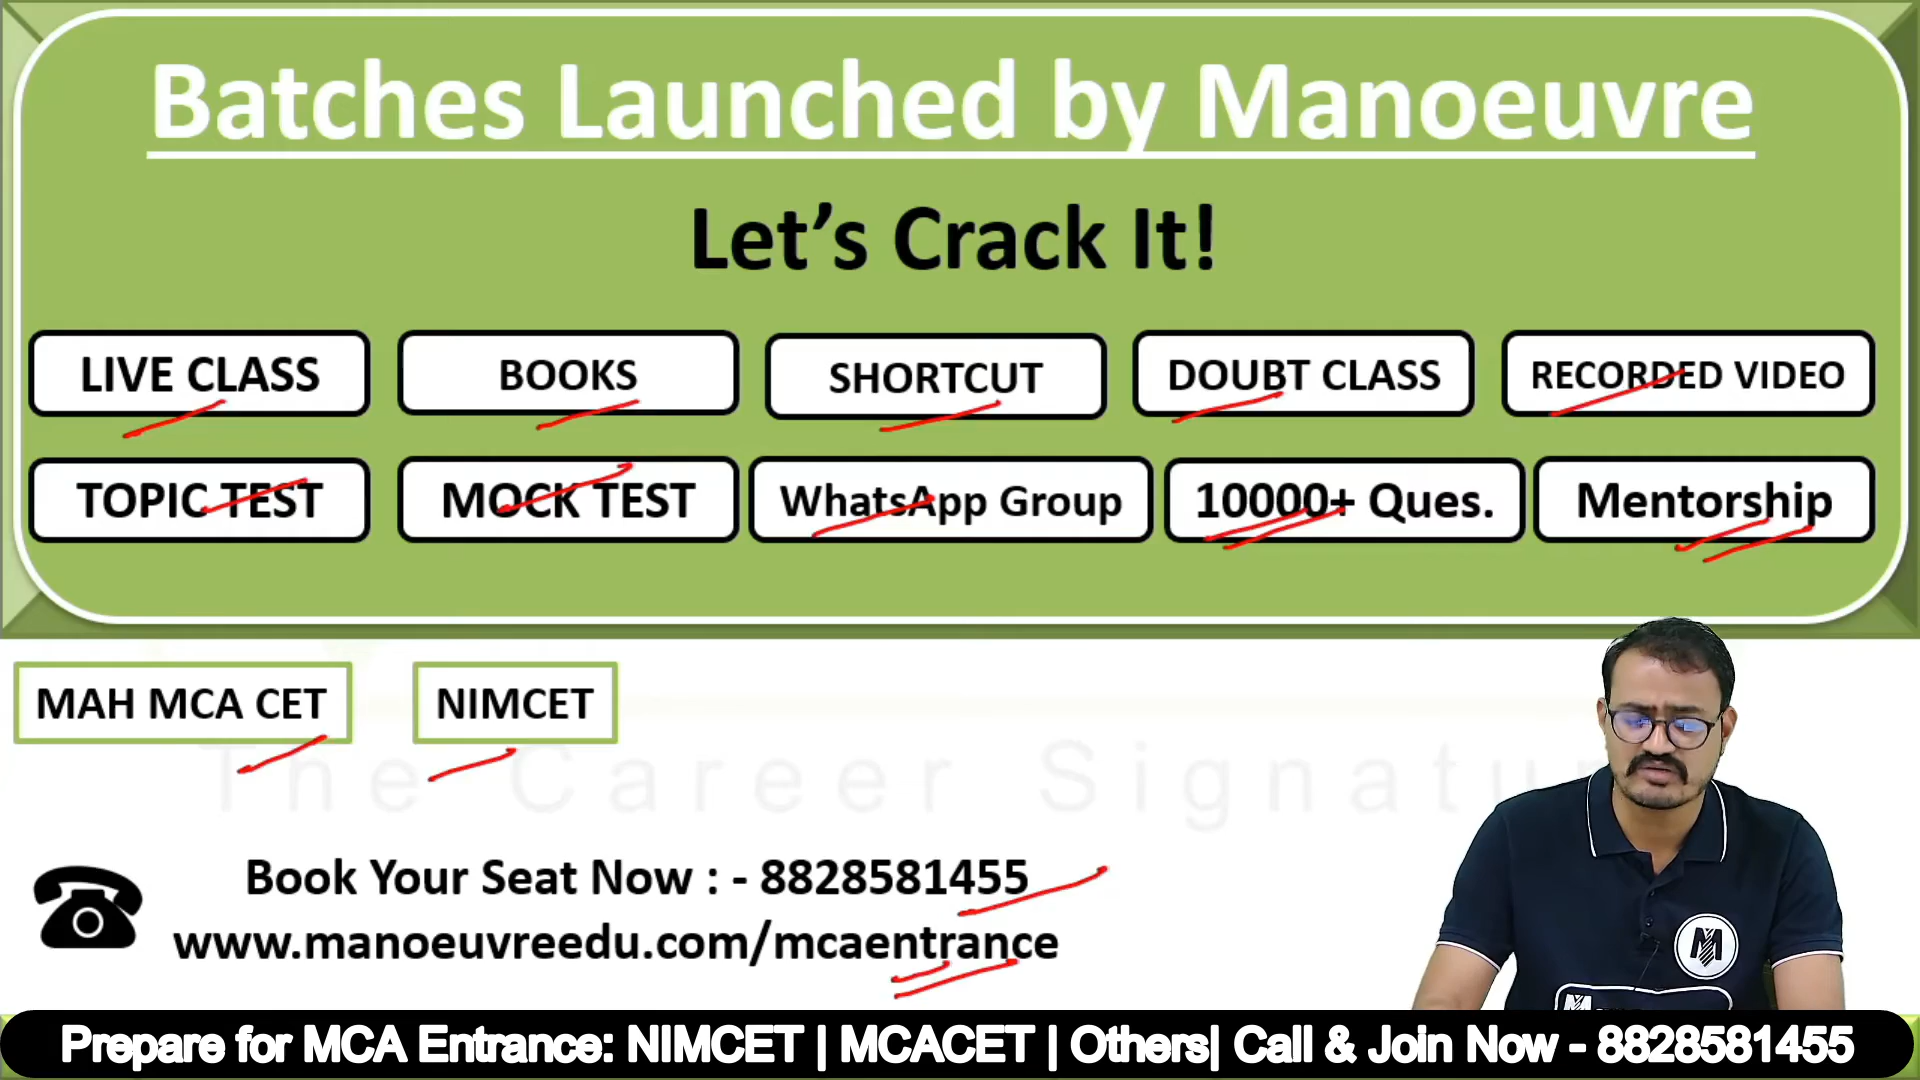 Batches Launched by Manoeuvre
Let's Crack It!
LIVE CLASS
BOOKS
SHORTCUT
DOUBT CLASS
RECORDED VIDEO
TOPIC TEST
MOCK TEST
WhatsApp Group
10000+ Ques.
Mentorship
MAH MCA CET
NIMCET
The Career Signatur
Book Your Seat Now : - 8828581455
www.manoeuvreedu.com/mcaentrance
M
Prepare for MCA Entrance: NIMCET | MCACET | Others| Call & Join Now - 8828581455